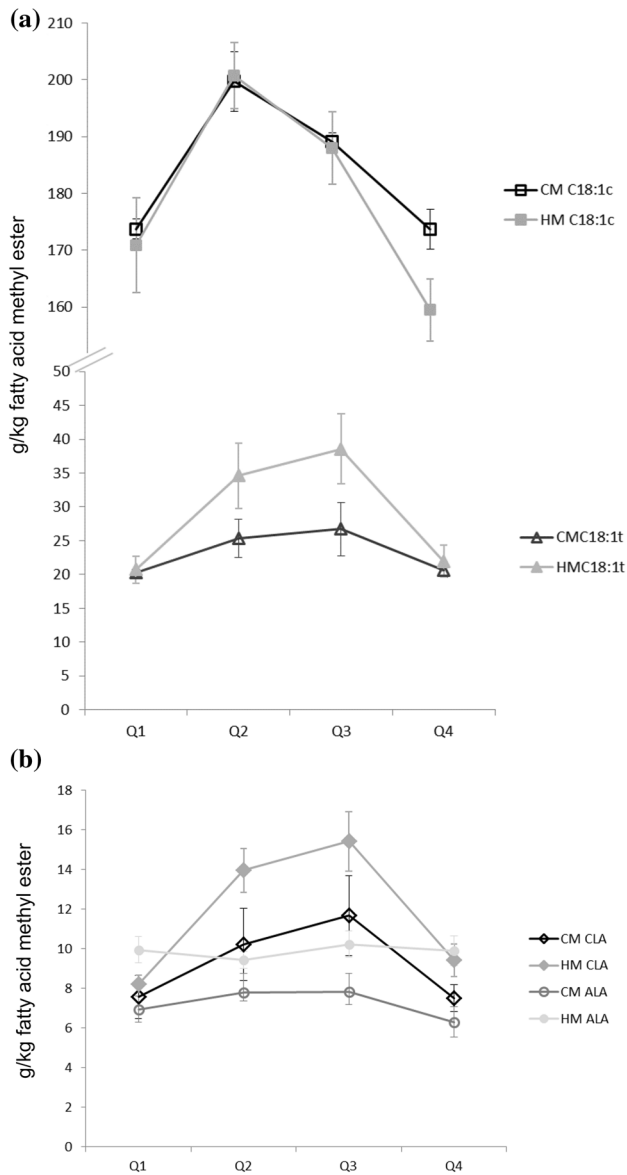 (a)
g/kg fatty acid methyl ester
210
200
190
180
170
160
50
45
40
35
30
25
20
15
10
5
0
Q1 Q2 Q3 Q4
CM C18:1c
HM C18:1c
CMC18:1t
HMC18:1t
(b)
g/kg fatty acid methyl ester
18
16
14
12
10
8
6
4
2
0
Q1 Q2 Q3 Q4
CM CLA
HM CLA
CM ALA
HM ALA